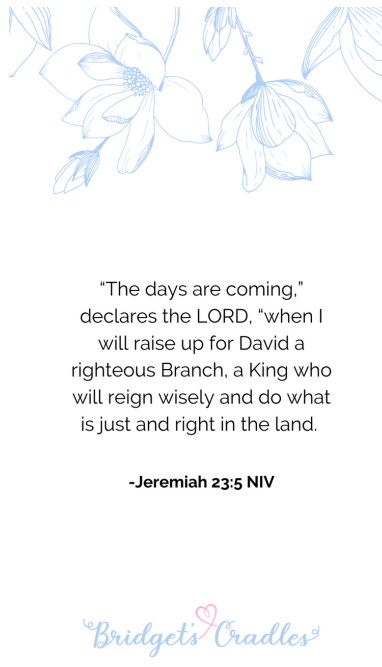 “The days are coming,”
declares the LORD, “when I
will raise up for David a
righteous Branch, a King who
will reign wisely and do what
is just and right in the land.
-Jeremiah 23:5 NIV
Bridget's Cradles